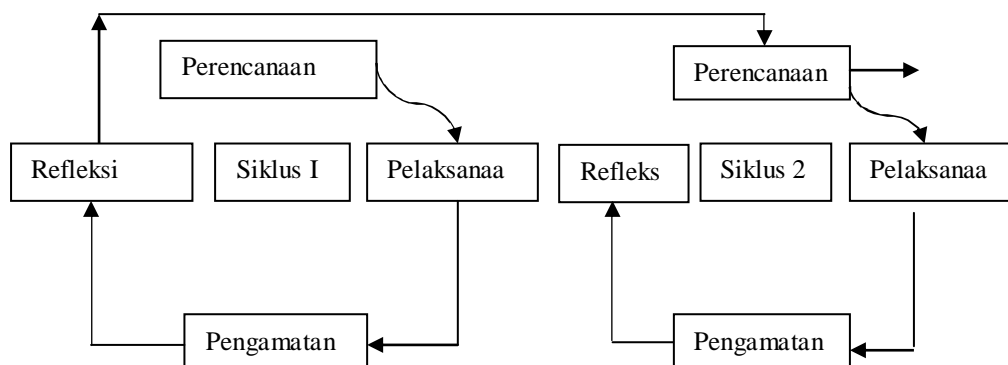 Perencanaan
Perencanaan
Refleksi
Siklus I
Pelaksanaa
Refleks
Siklus 2
Pelaksanaa
Pengamatan
Pengamatan